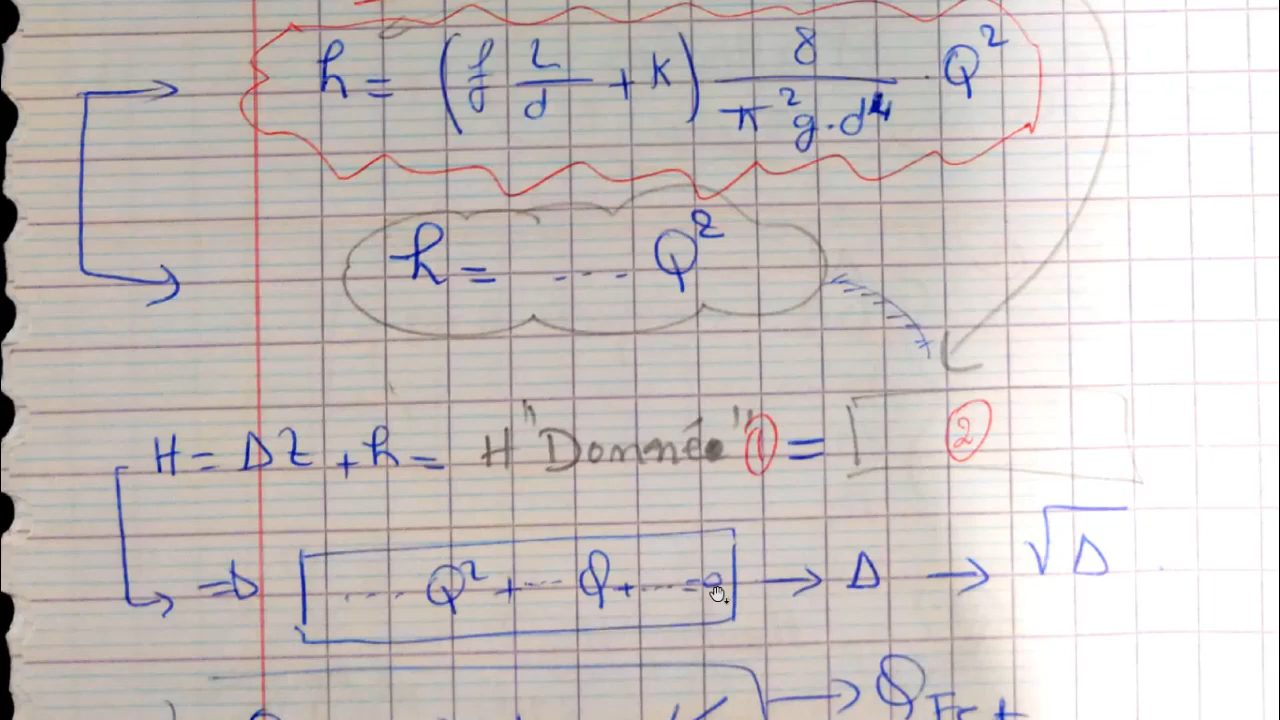 h = (f l/d + K) 8/π²g.d⁴ . Q²
h = --- Q²
H = ΔZ + h = H "Donnée" ① = ②
⇒ .... Q² + --- Q + .... = 0 → Δ → √Δ
→ Q